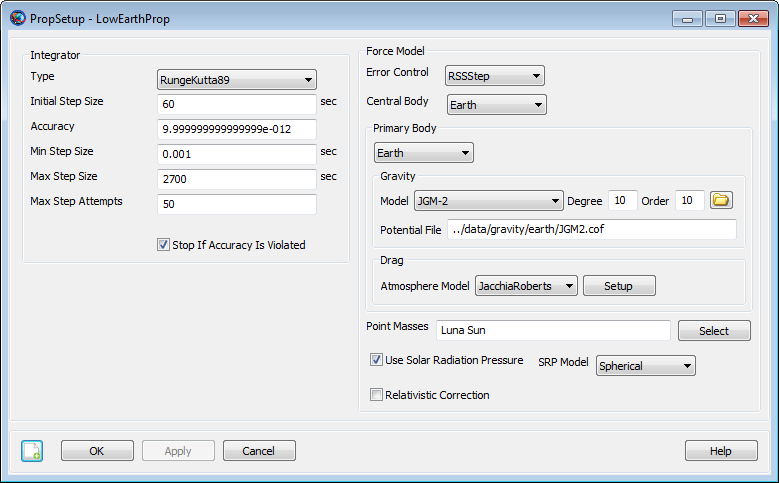 PropSetup - LowEarthProp
Integrator
Type RungeKutta89
Initial Step Size 60 sec
Accuracy 9.999999999999999e-012
Min Step Size 0.001 sec
Max Step Size 2700 sec
Max Step Attempts 50
Stop If Accuracy Is Violated
Force Model
Error Control RSSStep
Central Body Earth
Primary Body
Earth
Gravity
Model JGM-2 Degree 10 Order 10
Potential File ../data/gravity/earth/JGM2.cof
Drag
Atmosphere Model JacchiaRoberts Setup
Point Masses Luna Sun Select
Use Solar Radiation Pressure SRP Model Spherical
Relativistic Correction
OK Apply Cancel Help